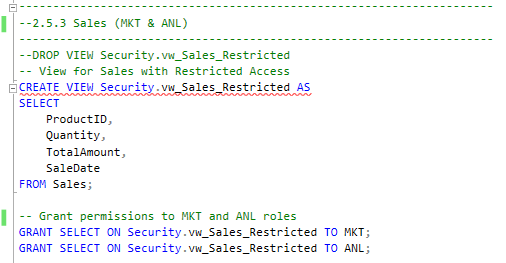 -----------------------------------------------------------------------
--2.5.3 Sales (MKT & ANL)
-----------------------------------------------------------------------
--DROP VIEW Security.vw_Sales_Restricted
-- View for Sales with Restricted Access
CREATE VIEW Security.vw_Sales_Restricted AS
SELECT
    ProductID,
    Quantity,
    TotalAmount,
    SaleDate
FROM Sales;
-- Grant permissions to MKT and ANL roles
GRANT SELECT ON Security.vw_Sales_Restricted TO MKT;
GRANT SELECT ON Security.vw_Sales_Restricted TO ANL;